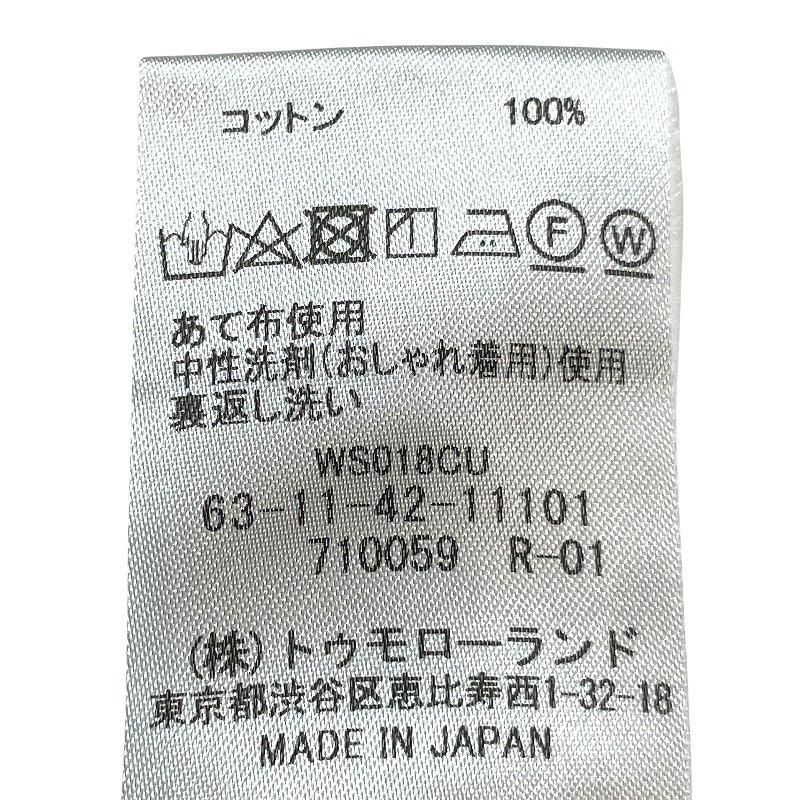 コットン 100%
F W
あて布使用
中性洗剤(おしゃれ着用)使用
裏返し洗い
WS018CU
63-11-42-11101
710059 R-01
(株)トゥモローランド
東京都渋谷区恵比寿西1-32-18
MADE IN JAPAN